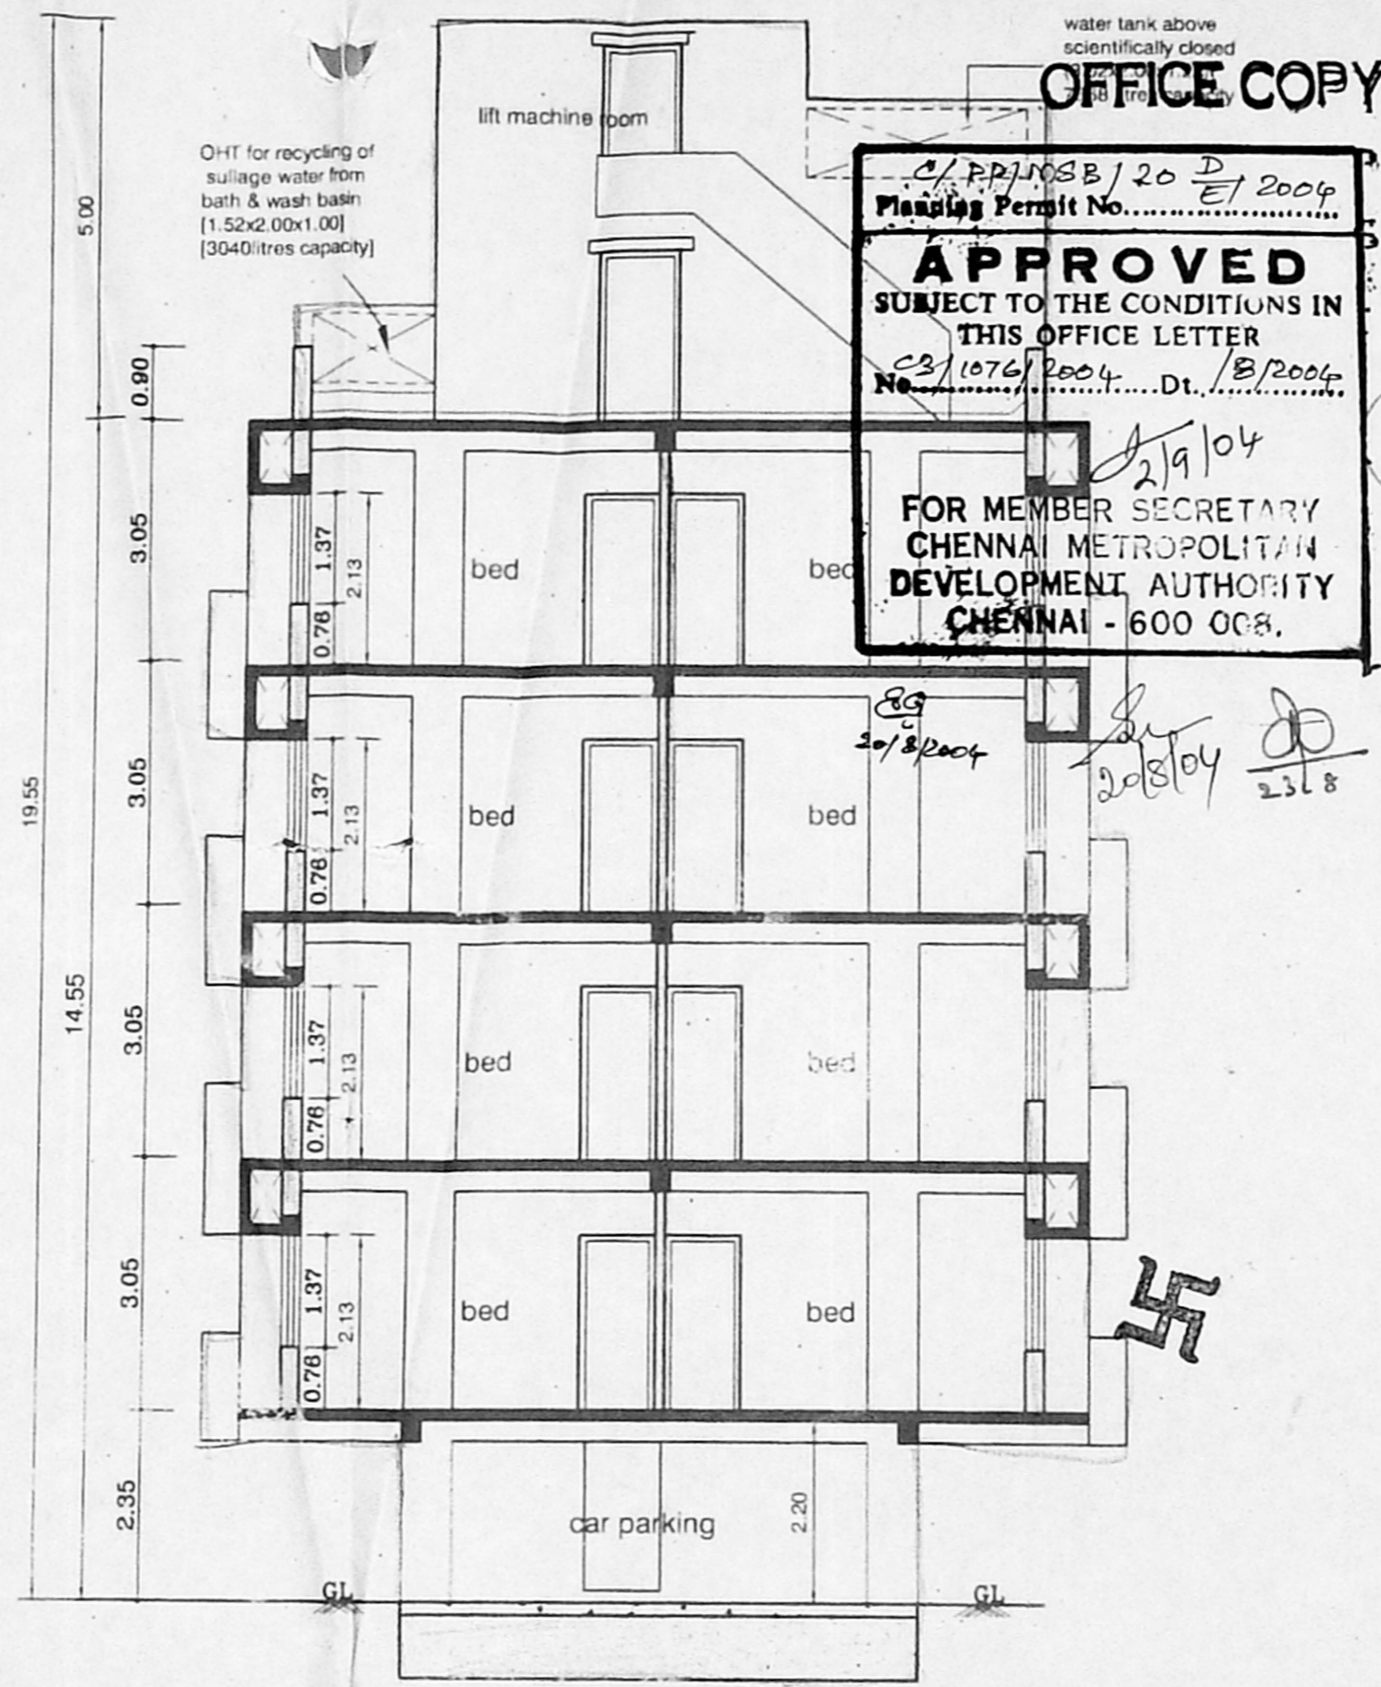 water tank above
scientifically closed
OFFICE COPY
lift machine room
OHT for recycling of
sullage water from
bath & wash basin
[1.52x2.00x1.00]
[3040litres capacity]
C/PP/MSB/20 D/E/2004
Planning Permit No.
APPROVED
SUBJECT TO THE CONDITIONS IN
THIS OFFICE LETTER
No. C3/1076/2004 Dt. /8/2004
2/9/04
FOR MEMBER SECRETARY
CHENNAI METROPOLITAN
DEVELOPMENT AUTHORITY
CHENNAI - 600 008.
20/8/2004
20/8/04
23/8
5.00
0.90
19.55
14.55
3.05
1.37
2.13
0.76
bed
bed
3.05
1.37
2.13
0.76
bed
bed
3.05
1.37
2.13
0.76
bed
bed
3.05
1.37
2.13
0.76
bed
bed
2.35
car parking
2.20
GL
GL